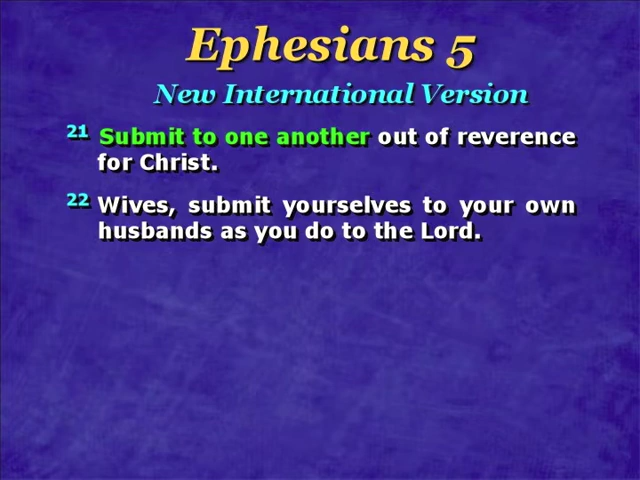 Ephesians 5
New International Version
21 Submit to one another out of reverence
for Christ.
22 Wives, submit yourselves to your own
husbands as you do to the Lord.